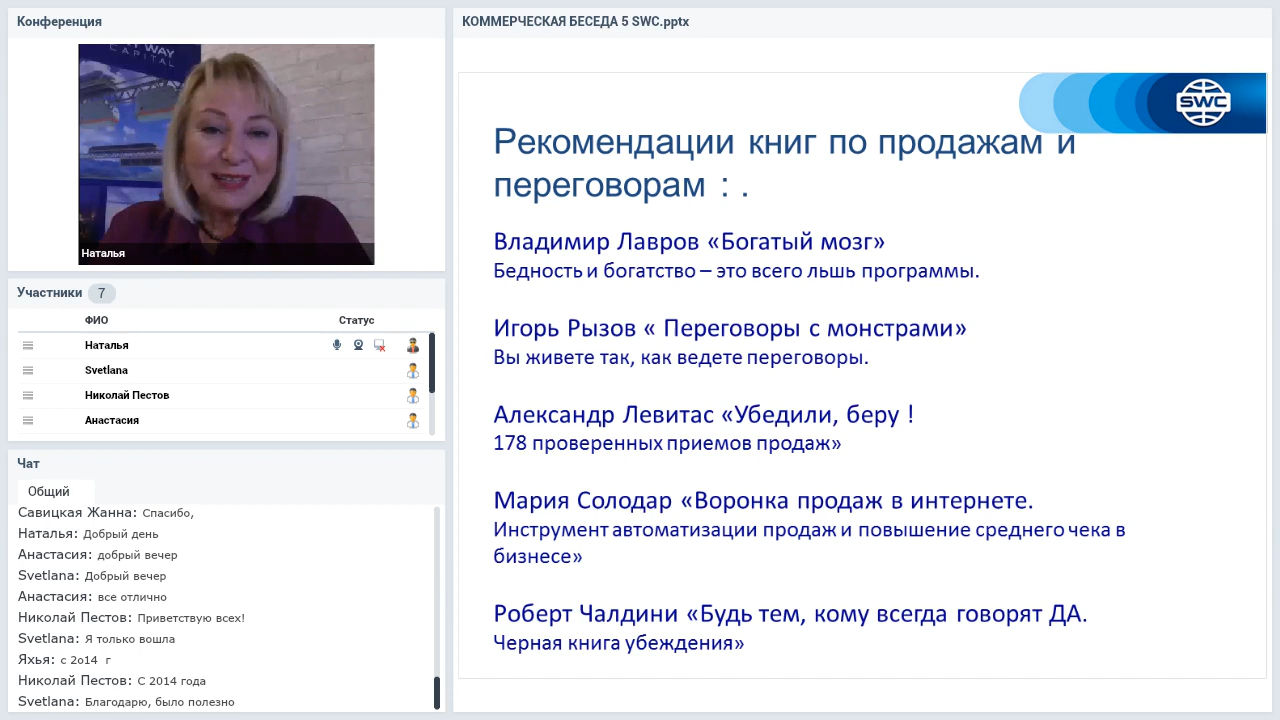 Конференция
КОММЕРЧЕСКАЯ БЕСЕДА 5 SWC.pptx
WAY
CAPITAL
Наталья
Участники 7
ФИО Статус
Наталья
Svetlana
Николай Пестов
Анастасия
Чат
Общий
Савицкая Жанна: Спасибо,
Наталья: Добрый день
Анастасия: добрый вечер
Svetlana: Добрый вечер
Анастасия: все отлично
Николай Пестов: Приветствую всех!
Svetlana: Я только вошла
Яхья: с 2о14 г
Николай Пестов: С 2014 года
Svetlana: Благодарю, было полезно
SWC
Рекомендации книг по продажам и
переговорам : .
Владимир Лавров «Богатый мозг»
Бедность и богатство – это всего льшь программы.
Игорь Рызов « Переговоры с монстрами»
Вы живете так, как ведете переговоры.
Александр Левитас «Убедили, беру !
178 проверенных приемов продаж»
Мария Солодар «Воронка продаж в интернете.
Инструмент автоматизации продаж и повышение среднего чека в
бизнесе»
Роберт Чалдини «Будь тем, кому всегда говорят ДА.
Черная книга убеждения»